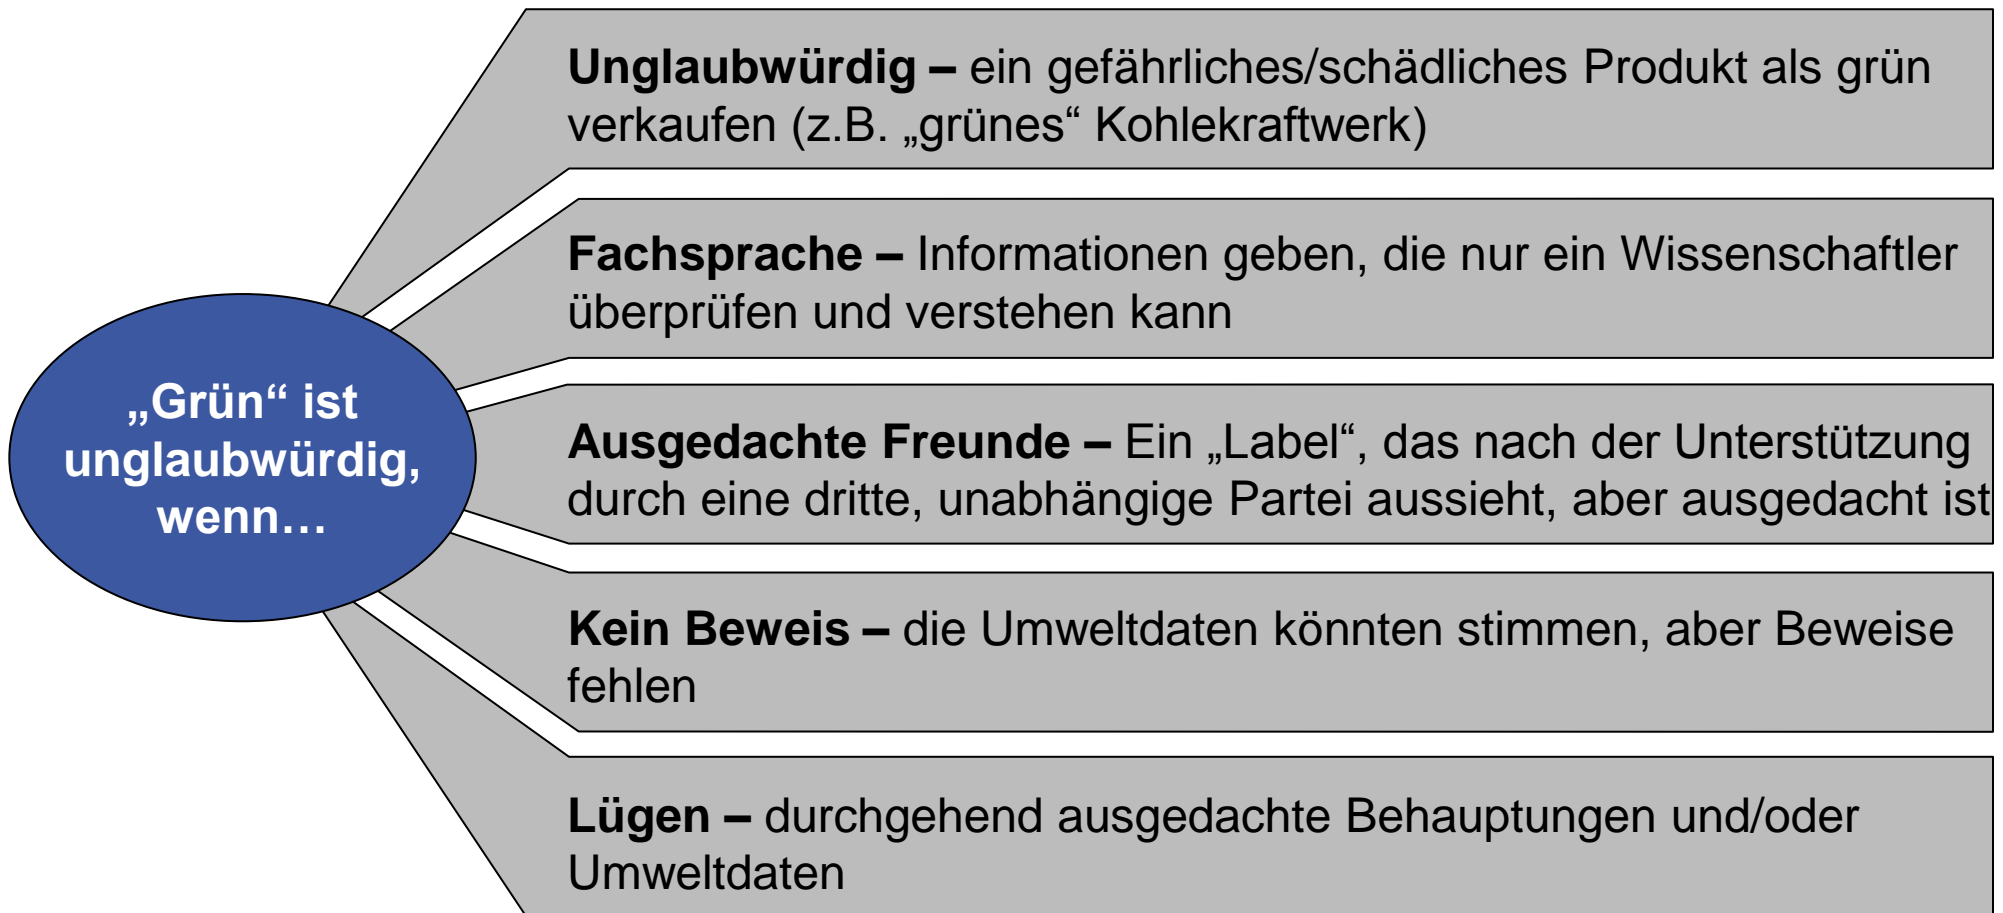 Unglaubwürdig – ein gefährliches/schädliches Produkt als grün
verkaufen (z.B. „grünes“ Kohlekraftwerk)
Fachsprache – Informationen geben, die nur ein Wissenschaftler
überprüfen und verstehen kann
„Grün“ ist
unglaubwürdig,
wenn…
Ausgedachte Freunde – Ein „Label“, das nach der Unterstützung
durch eine dritte, unabhängige Partei aussieht, aber ausgedacht ist
Kein Beweis – die Umweltdaten könnten stimmen, aber Beweise
fehlen
Lügen – durchgehend ausgedachte Behauptungen und/oder
Umweltdaten